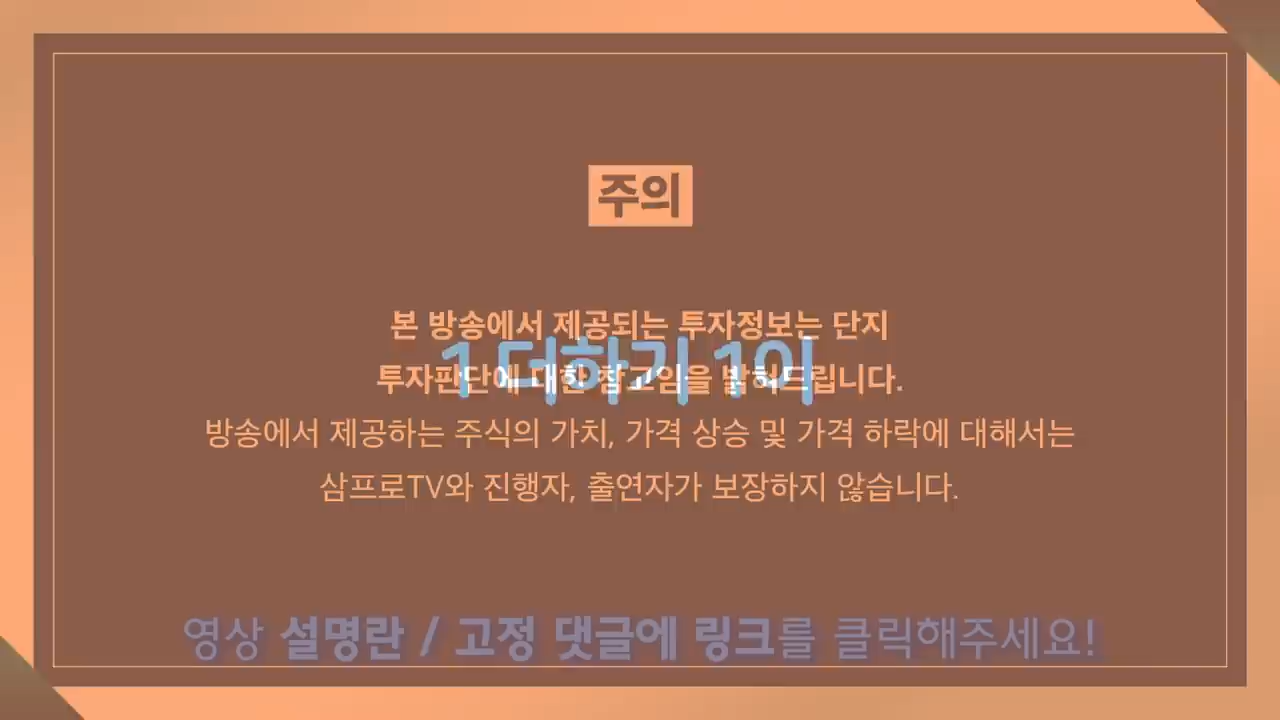 주의
본 방송에서 제공되는 투자정보는 단지
1 더하기 1이
투자판단에 대한 참고임을 밝혀드립니다.
방송에서 제공하는 주식의 가치, 가격 상승 및 가격 하락에 대해서는
삼프로TV와 진행자, 출연자가 보장하지 않습니다.
영상 설명란 / 고정 댓글에 링크를 클릭해주세요!